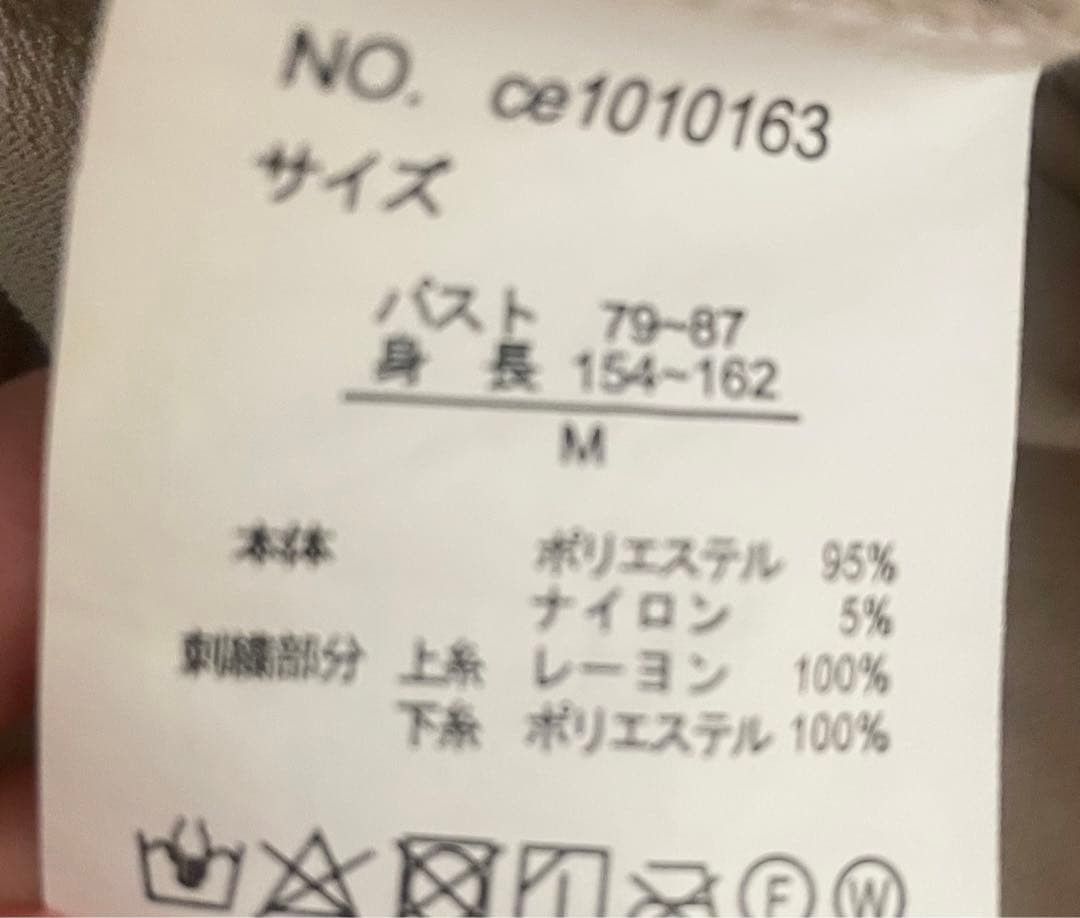 NO. ce1010163
サイズ
バスト 79~87
身 長 154~162
M
本体 ポリエステル 95%
ナイロン 5%
刺繍部分 上糸 レーヨン 100%
下糸 ポリエステル 100%
F W